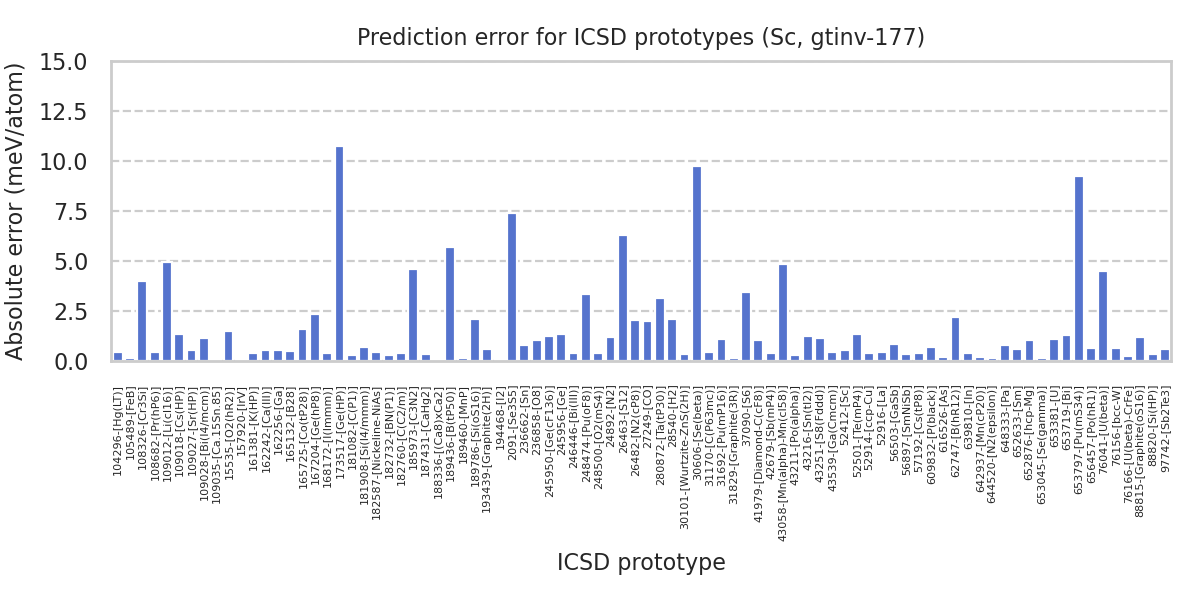 Prediction error for ICSD prototypes (Sc, gtinv-177)
Absolute error (meV/atom)
15.0
12.5
10.0
7.5
5.0
2.5
0.0
104296-[Hg(LT)]
105489-[FeB]
108326-[Cr3Si]
108682-[Pr(hP6)]
109012-[Li(cI16)]
109018-[Cs(HP)]
109027-[Sr(HP)]
109028-[Bi(I4/mcm)]
109035-[Ca.15Sn.85]
15535-[O2(hR2)]
157920-[IrV]
161381-[K(HP)]
162242-[Ca(III)]
162256-[Ga]
165132-[B28]
165725-[Co(tP28)]
167204-[Ge(hP8)]
168172-[I(Immm)]
173517-[Ge(HP)]
181082-[C(P1)]
181908-[Si(I4/mmm)]
182587-[Nickeline-NiAs]
182732-[BN(P1)]
182760-[C(C2/m)]
185973-[C3N2]
187431-[CaHg2]
188336-[(Ca8)xCa2]
189436-[B(tP50)]
189460-[MnP]
189786-[Si(oS16)]
193439-[Graphite(2H)]
194468-[I2]
2091-[Se3S5]
236662-[Sn]
236858-[O8]
245950-[Ge(cF136)]
245956-[Ge]
246446-[Bi(III)]
248474-[Pu(oF8)]
248500-[O2(mS4)]
24892-[N2]
26463-[S12]
26482-[N2(cP8)]
27249-[CO]
280872-[Ta(tP30)]
28540-[H2]
30101-[Wurtzite-ZnS(2H)]
30606-[Se(beta)]
31170-[C(P63mc)]
31692-[Pu(mP16)]
31829-[Graphite(3R)]
37090-[S6]
41979-[Diamond-C(cF8)]
42679-[Sb(mP4)]
43058-[Mn(alpha)-Mn(cI58)]
43211-[Po(alpha)]
43216-[Sn(tI2)]
43251-[S8(Fddd)]
43539-[Ga(Cmcm)]
52412-[Sc]
52501-[Te(mP4)]
52914-[fcc-Cu]
52916-[La]
56503-[GaSb]
56897-[SmNiSb]
57192-[Cs(tP8)]
609832-[P(black)]
616526-[As]
62747-[B(hR12)]
639810-[In]
642937-[Mn(cP20)]
644520-[N2(epsilon)]
648333-[Pa]
652633-[Sm]
652876-[hcp-Mg]
653045-[Se(gamma)]
653381-[U]
653719-[Bi]
653797-[Pu(mS34)]
656457-[Po(hR1)]
76041-[U(beta)]
76156-[bcc-W]
76166-[U(beta)-CrFe]
88815-[Graphite(oS16)]
88820-[Si(HP)]
97742-[Sb2Te3]
ICSD prototype